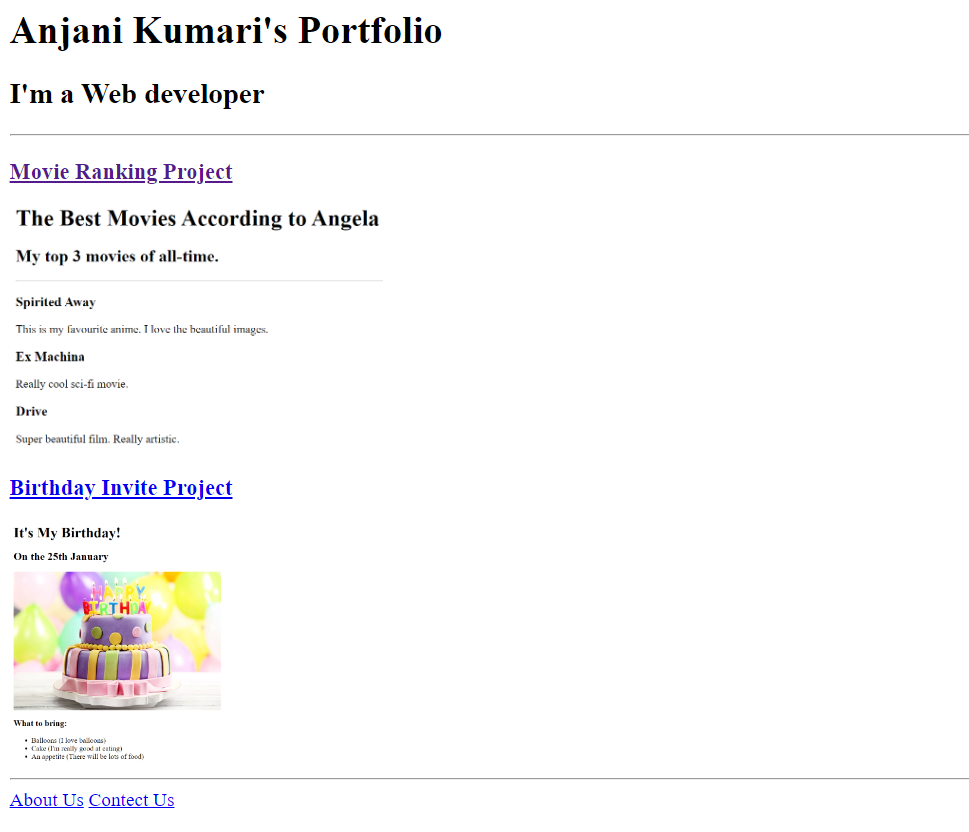 Anjani Kumari's Portfolio
I'm a Web developer
Movie Ranking Project
The Best Movies According to Angela
My top 3 movies of all-time.
Spirited Away
This is my favourite anime. I love the beautiful images.
Ex Machina
Really cool sci-fi movie.
Drive
Super beautiful film. Really artistic.
Birthday Invite Project
It's My Birthday!
On the 25th January
HAPPY
BIRTHDAY
What to bring:
Balloons (I love balloons)
Cake (I'm really good at eating)
An appetite (There will be lots of food)
About Us Contect Us